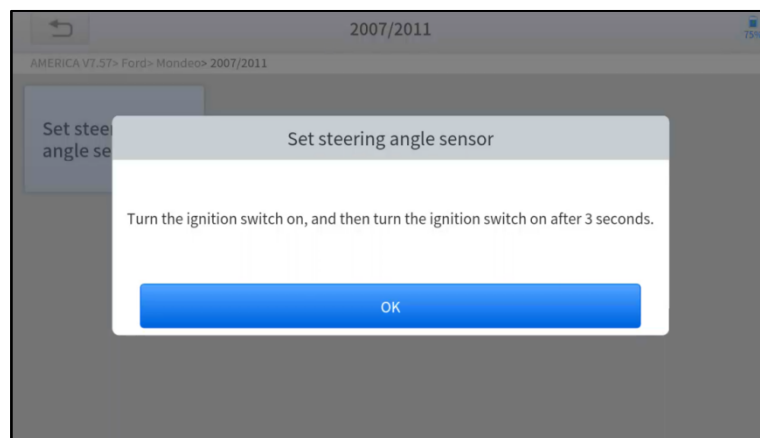 2007/2011
75%
AMERICA V7.57> Ford> Mondeo> 2007/2011
Set stee
angle se
Set steering angle sensor
Turn the ignition switch on, and then turn the ignition switch on after 3 seconds.
OK